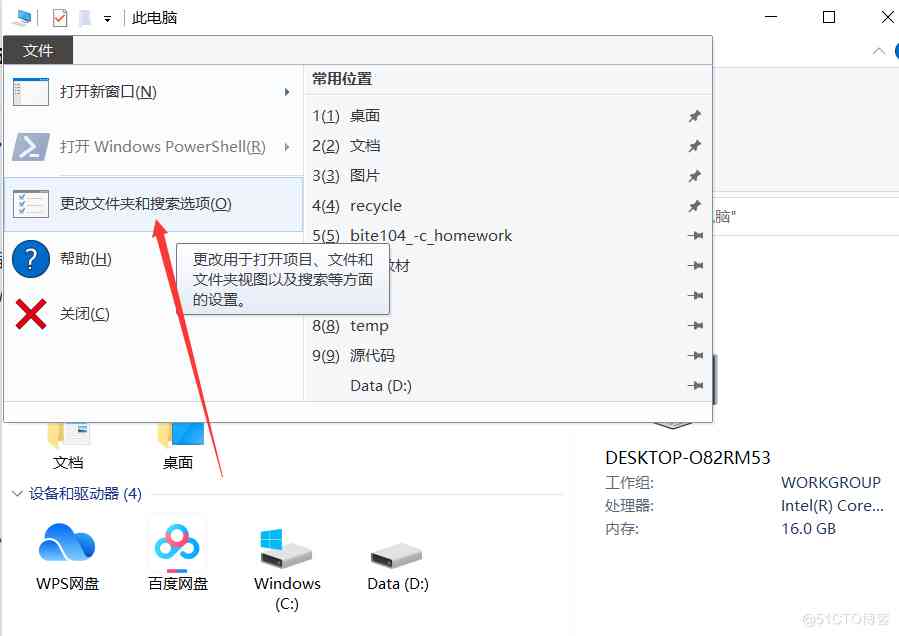 此电脑
文件
打开新窗口(N)
打开 Windows PowerShell(R)
更改文件夹和搜索选项(O)
帮助(H)
关闭(C)
更改用于打开项目、文件和
文件夹视图以及搜索等方面
的设置。
常用位置
1(1) 桌面
2(2) 文档
3(3) 图片
4(4) recycle
5(5) bite104_-c_homework
教材
8(8) temp
9(9) 源代码
Data (D:)
脑"
文档
桌面
设备和驱动器 (4)
WPS网盘
百度网盘
Windows
(C:)
Data (D:)
DESKTOP-O82RM53
工作组: WORKGROUP
处理器: Intel(R) Core...
内存: 16.0 GB
@51CTO博客